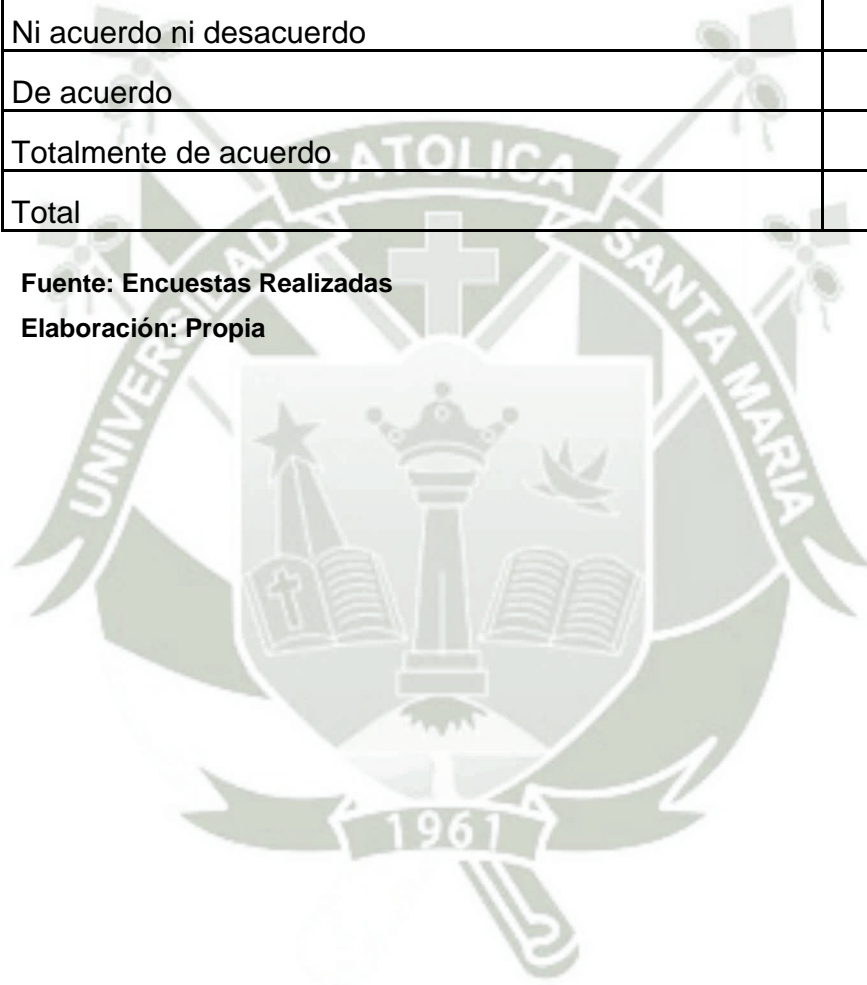 Ni acuerdo ni desacuerdo
De acuerdo
Totalmente de acuerdo
Total
Fuente: Encuestas Realizadas
Elaboración: Propia
UNIVERSIDAD CATOLICA SANTA MARIA
1961